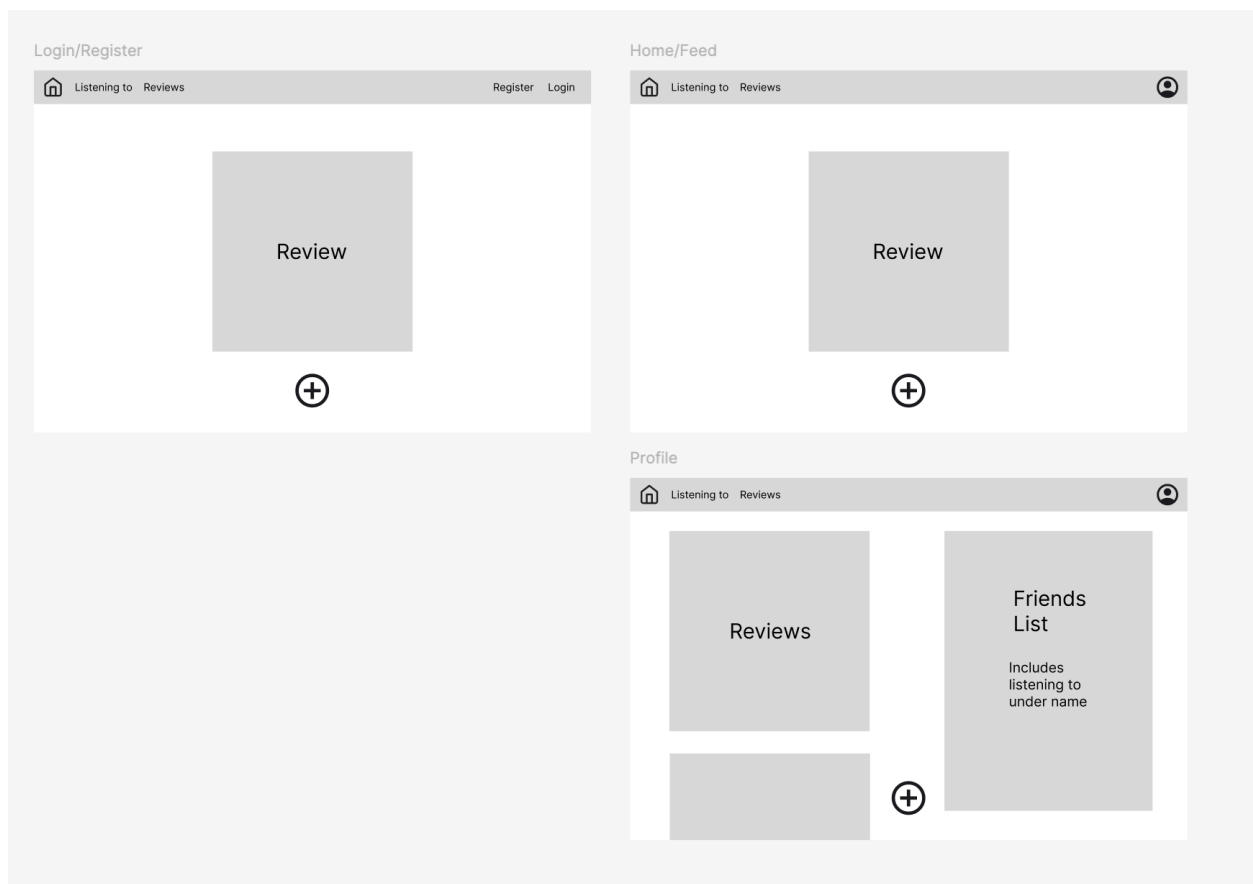 Login/Register
Listening to Reviews Register Login
Review
Home/Feed
Listening to Reviews
Review
Profile
Listening to Reviews
Reviews
Friends
List
Includes
listening to
under name